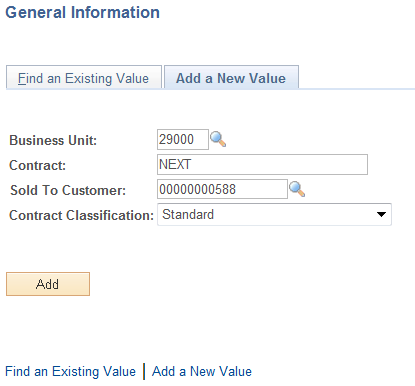 General Information
Find an Existing Value Add a New Value
Business Unit: 29000
Contract: NEXT
Sold To Customer: 00000000588
Contract Classification: Standard
Add
Find an Existing Value | Add a New Value